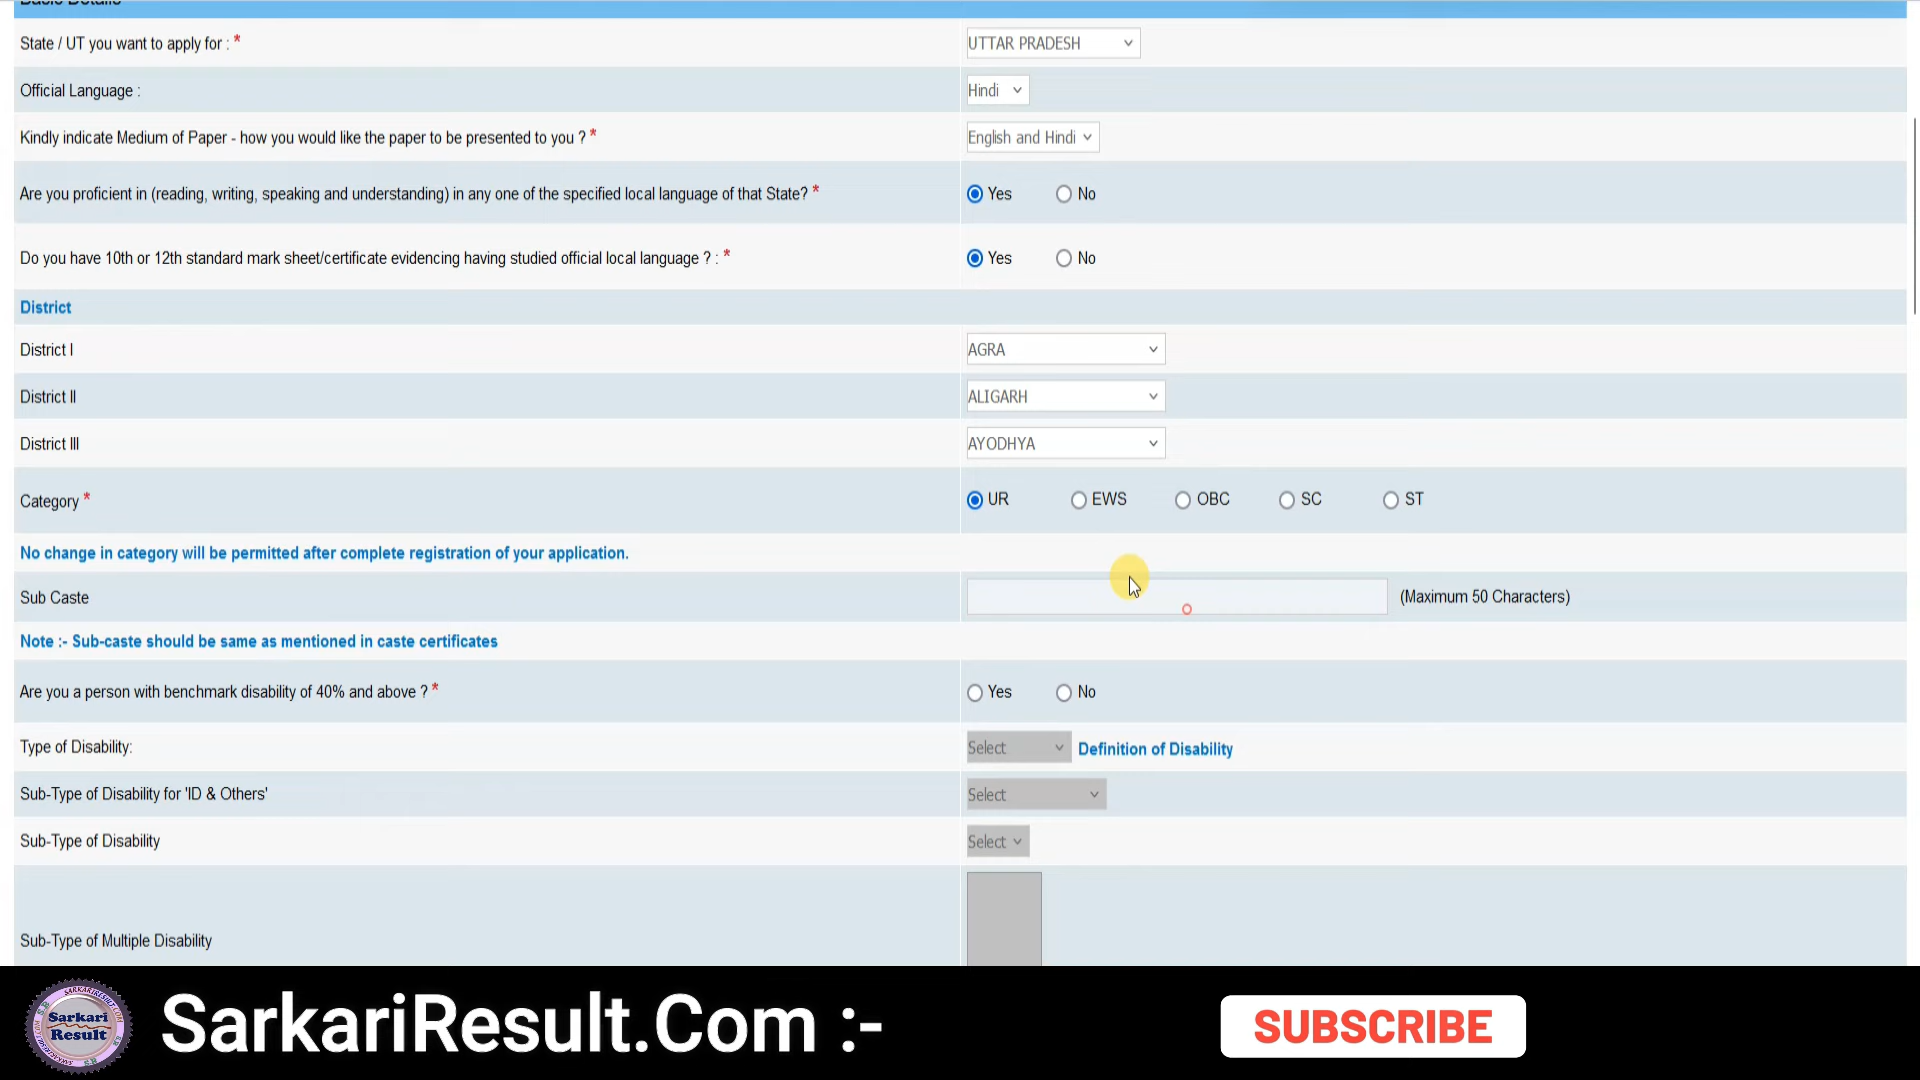 Basic Details
State / UT you want to apply for : * UTTAR PRADESH
Official Language : Hindi
Kindly indicate Medium of Paper - how you would like the paper to be presented to you ? * English and Hindi
Are you proficient in (reading, writing, speaking and understanding) in any one of the specified local language of that State? * Yes No
Do you have 10th or 12th standard mark sheet/certificate evidencing having studied official local language ? : * Yes No
District
District I AGRA
District II ALIGARH
District III AYODHYA
Category * UR EWS OBC SC ST
No change in category will be permitted after complete registration of your application.
Sub Caste (Maximum 50 Characters)
Note :- Sub-caste should be same as mentioned in caste certificates
Are you a person with benchmark disability of 40% and above ? * Yes No
Type of Disability: Select Definition of Disability
Sub-Type of Disability for 'ID & Others' Select
Sub-Type of Disability Select
Sub-Type of Multiple Disability
Sarkari
Result
SarkariResult.Com :-
SUBSCRIBE